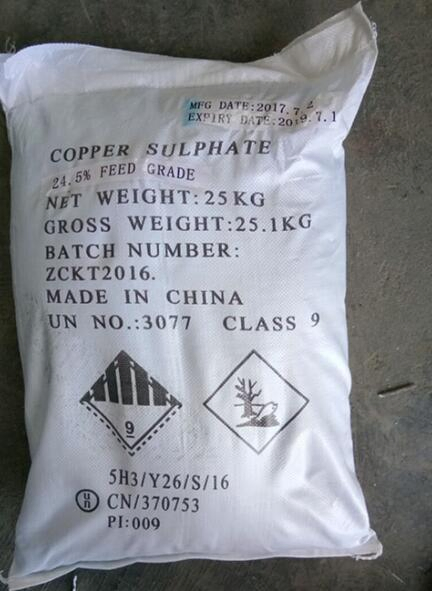 MFG DATE:2017.7.2
EXPIRY DATE:2019.7.1
COPPER SULPHATE
24.5% FEED GRADE
NET WEIGHT:25KG
GROSS WEIGHT:25.1KG
BATCH NUMBER:
ZCKT2016.
MADE IN CHINA
UN NO.:3077 CLASS 9
9
5H3/Y26/S/16
un CN/370753
PI:009